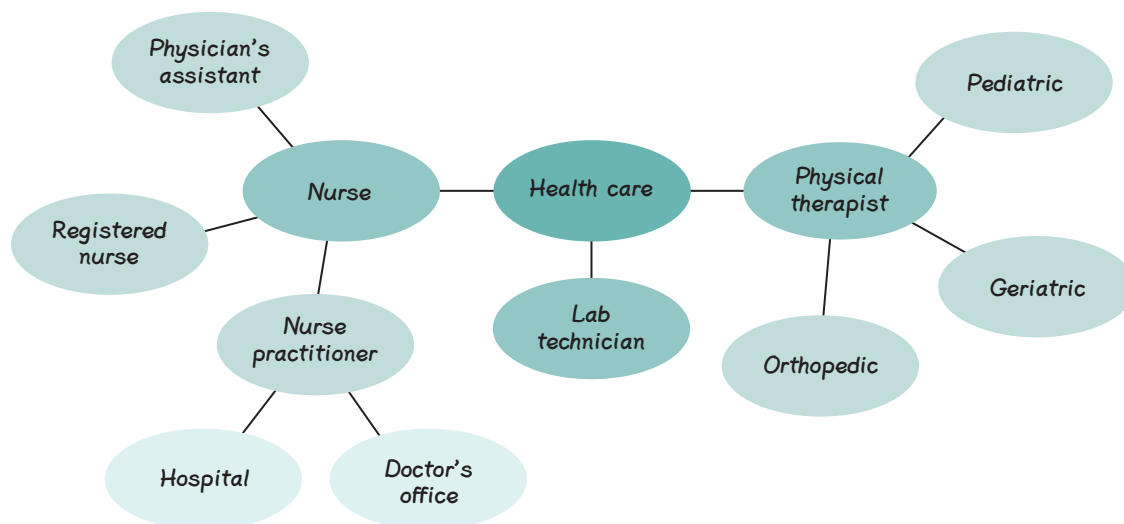 Physician's
assistant
Pediatric
Nurse
Health care
Physical
therapist
Registered
nurse
Geriatric
Nurse
practitioner
Lab
technician
Orthopedic
Hospital
Doctor's
office